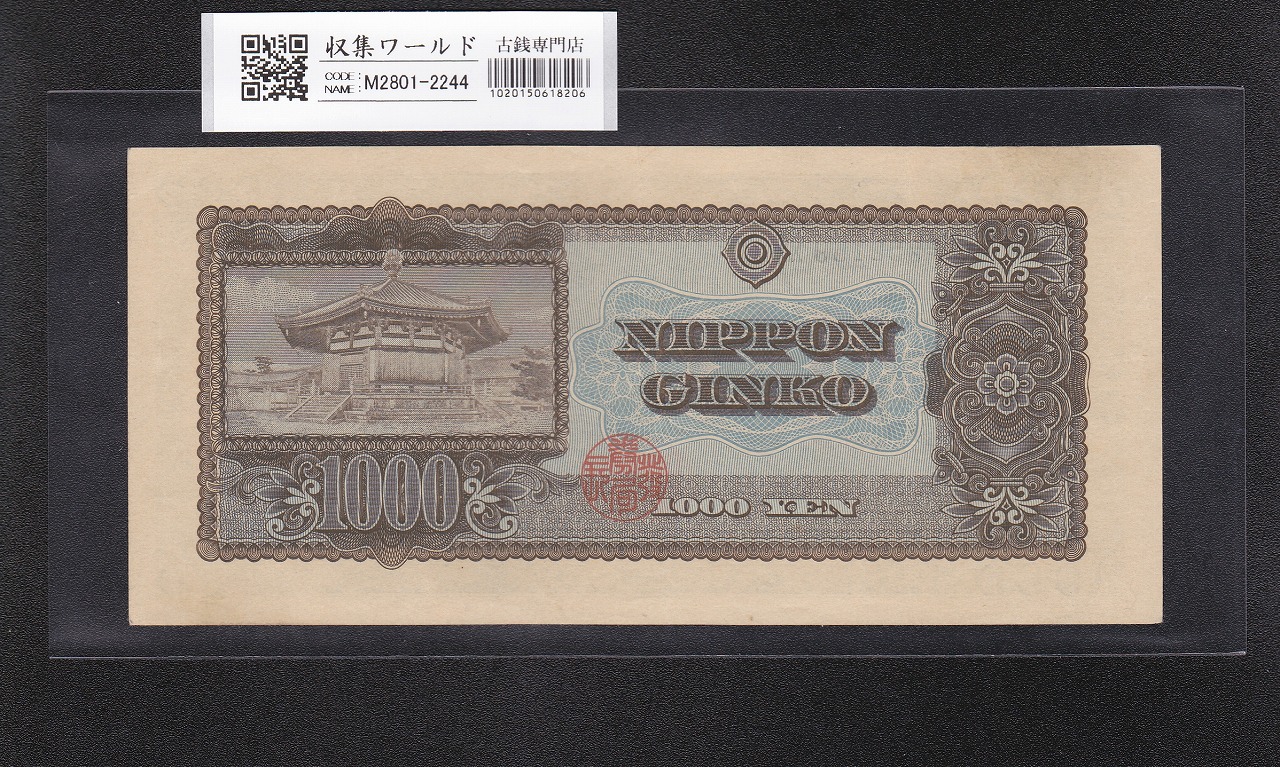 収集ワールド 古銭専門店
CODE:
NAME: M2801-2244
1020150618206
NIPPON
GINKO
1000
1000 YEN